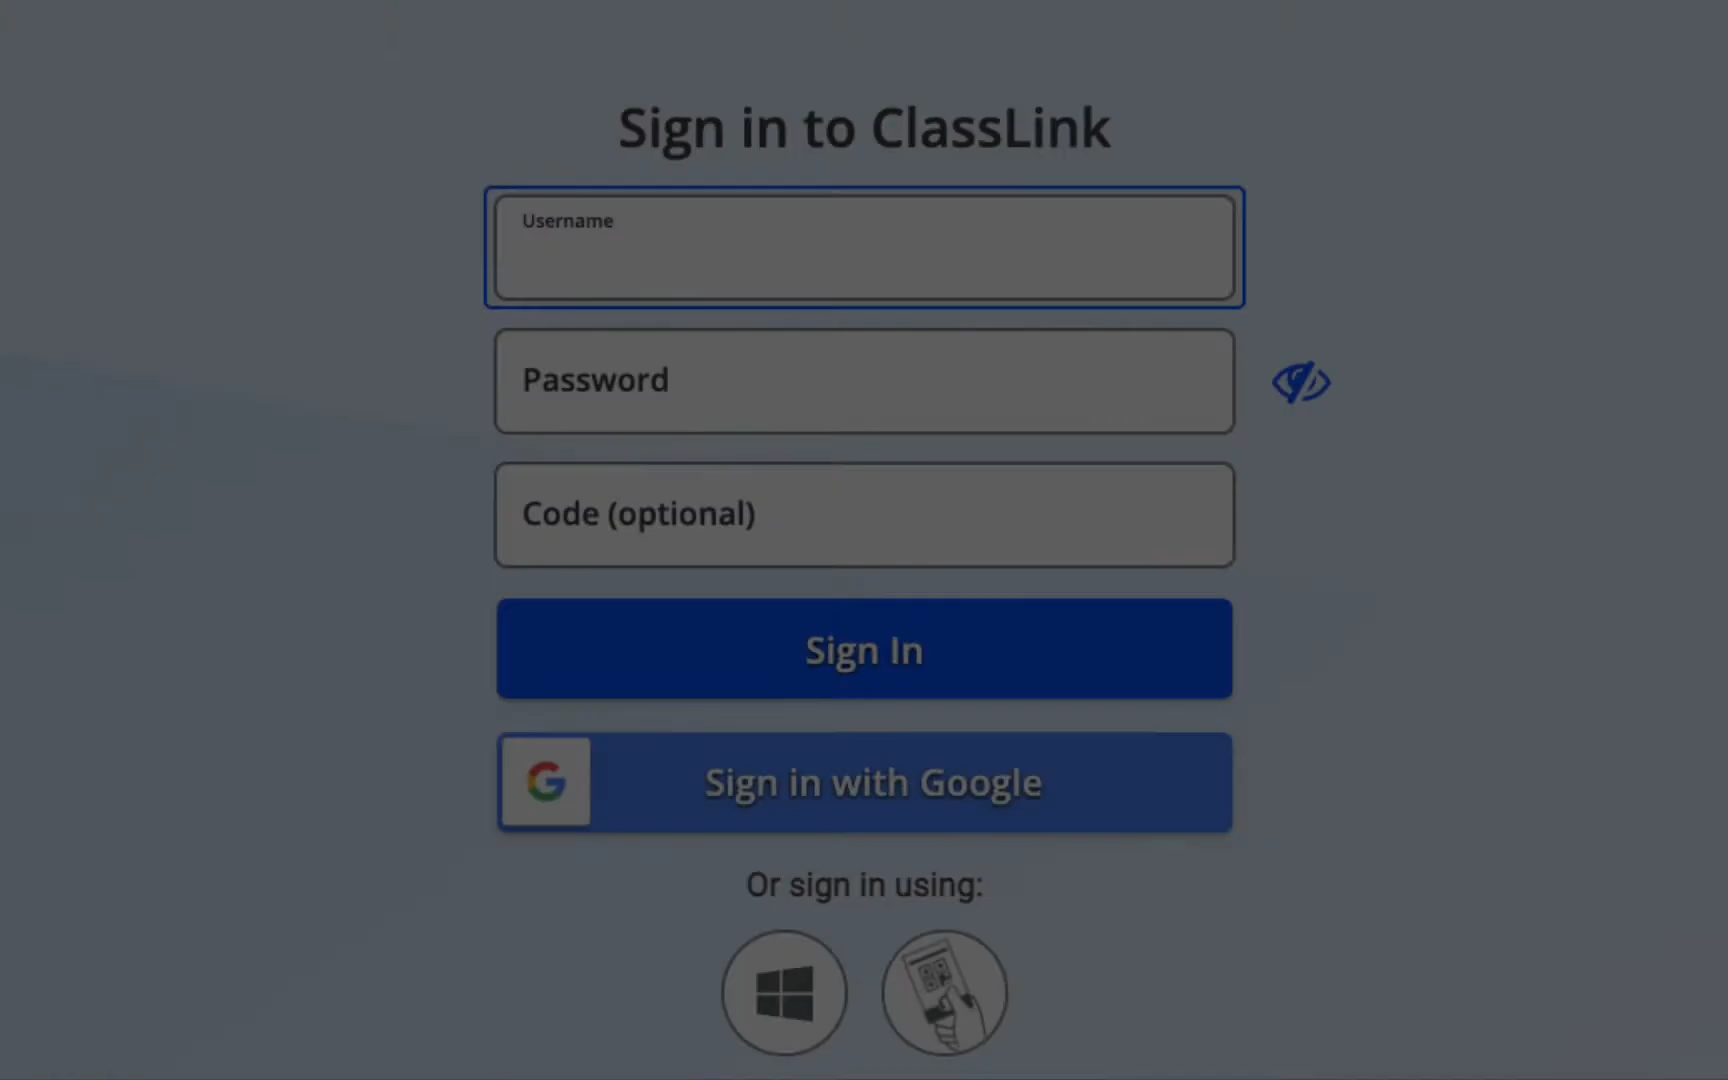 Sign in to ClassLink
Username
Password
Code (optional)
Sign In
Sign in with Google
Or sign in using: